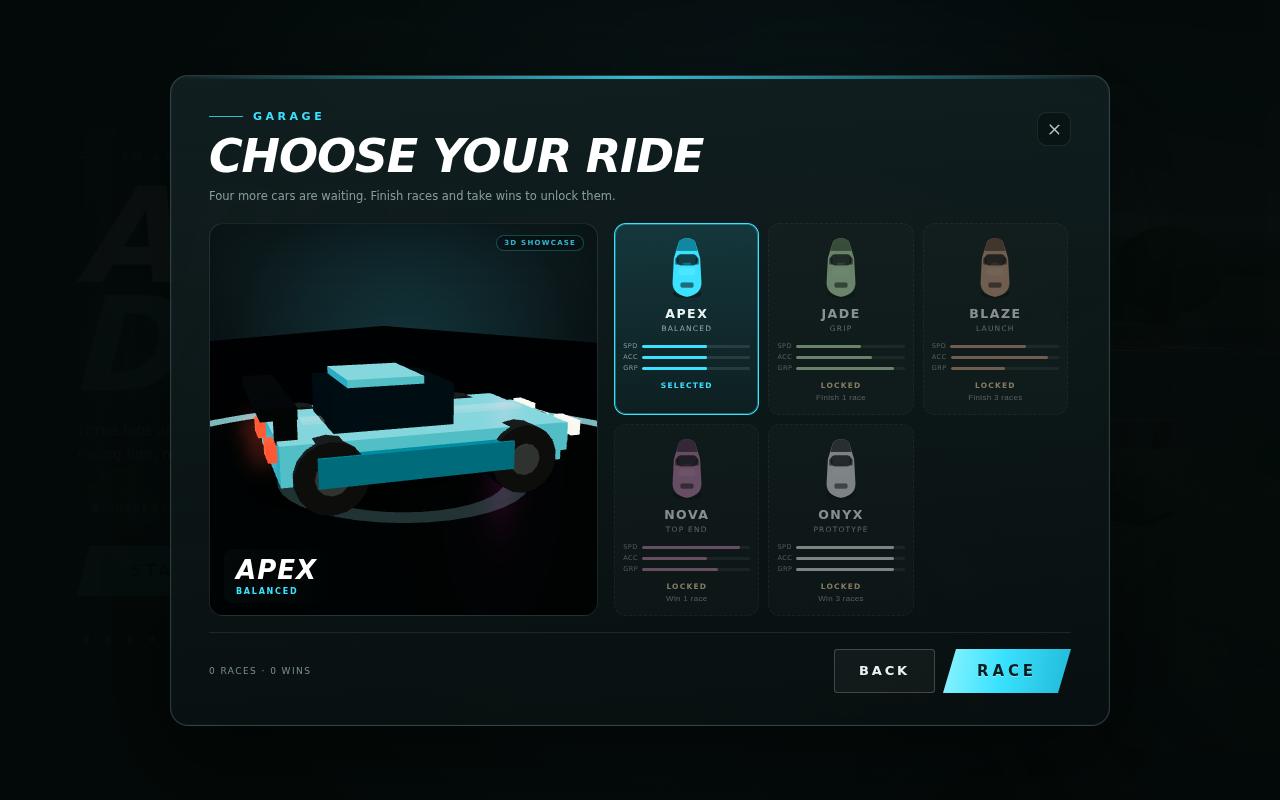 GARAGE
CHOOSE YOUR RIDE
Four more cars are waiting. Finish races and take wins to unlock them.
3D SHOWCASE
APEX
BALANCED
APEX
BALANCED
SPD
ACC
GRP
SELECTED
JADE
GRIP
SPD
ACC
GRP
LOCKED
Finish 1 race
BLAZE
LAUNCH
SPD
ACC
GRP
LOCKED
Finish 3 races
NOVA
TOP END
SPD
ACC
GRP
LOCKED
Win 1 race
ONYX
PROTOTYPE
SPD
ACC
GRP
LOCKED
Win 3 races
0 RACES · 0 WINS
BACK
RACE